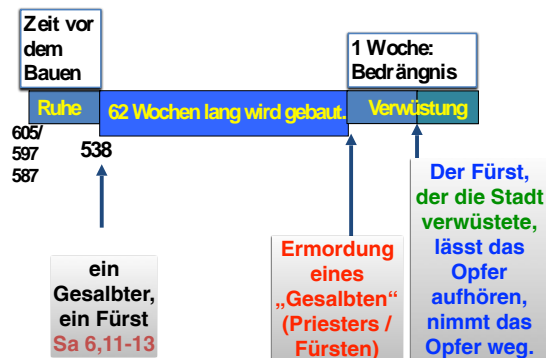 Zeit vor
dem
Bauen
1 Woche:
Bedrängnis
Ruhe
62 Wochen lang wird gebaut.
Verwüstung
605/
597
587
538
ein
Gesalbter,
ein Fürst
Sa 6,11-13
Ermordung
eines
„Gesalbten“
(Priesters /
Fürsten)
Der Fürst,
der die Stadt
verwüstete,
lässt das
Opfer
aufhören,
nimmt das
Opfer weg.